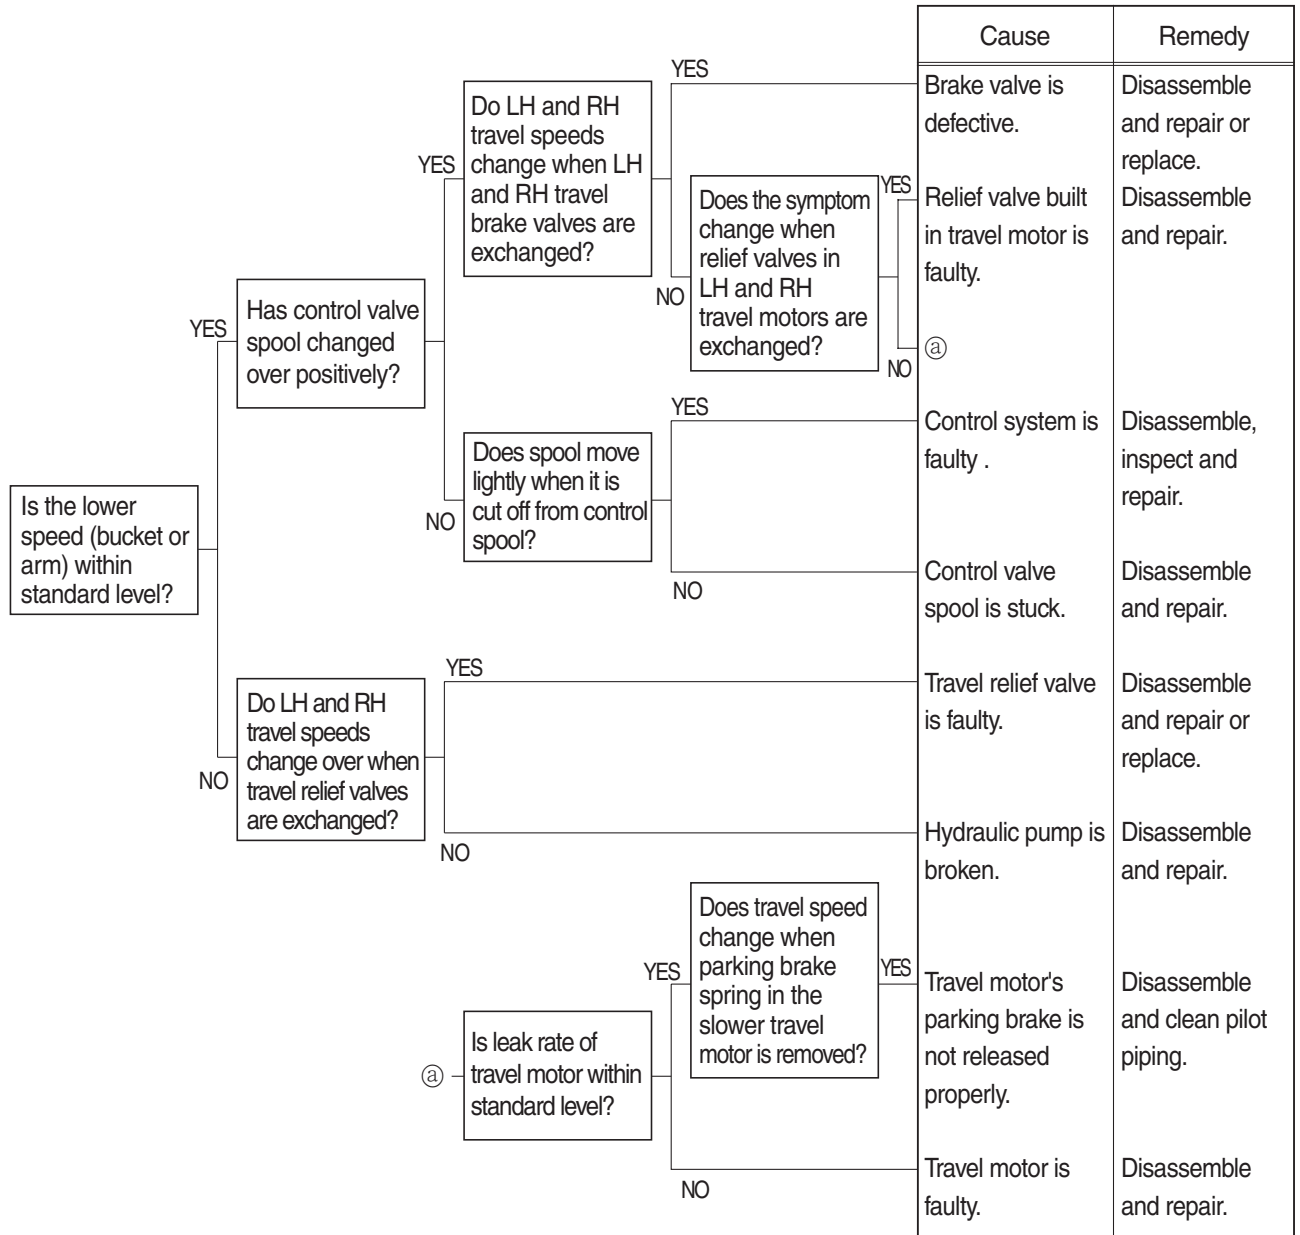 Cause
Remedy
YES
Brake valve is
defective.
Disassemble
and repair or
replace.
Do LH and RH
travel speeds
change when LH
and RH travel
brake valves are
exchanged?
YES
NO
Does the symptom
change when
relief valves in
LH and RH
travel motors are
exchanged?
YES
Relief valve built
in travel motor is
faulty.
Disassemble
and repair.
NO
ⓐ
YES
Has control valve
spool changed
over positively?
NO
Does spool move
lightly when it is
cut off from control
spool?
YES
Control system is
faulty .
Disassemble,
inspect and
repair.
NO
Control valve
spool is stuck.
Disassemble
and repair.
Is the lower
speed (bucket or
arm) within
standard level?
NO
Do LH and RH
travel speeds
change over when
travel relief valves
are exchanged?
YES
Travel relief valve
is faulty.
Disassemble
and repair or
replace.
NO
Hydraulic pump is
broken.
Disassemble
and repair.
ⓐ
Is leak rate of
travel motor within
standard level?
YES
Does travel speed
change when
parking brake
spring in the
slower travel
motor is removed?
YES
Travel motor's
parking brake is
not released
properly.
Disassemble
and clean pilot
piping.
NO
Travel motor is
faulty.
Disassemble
and repair.